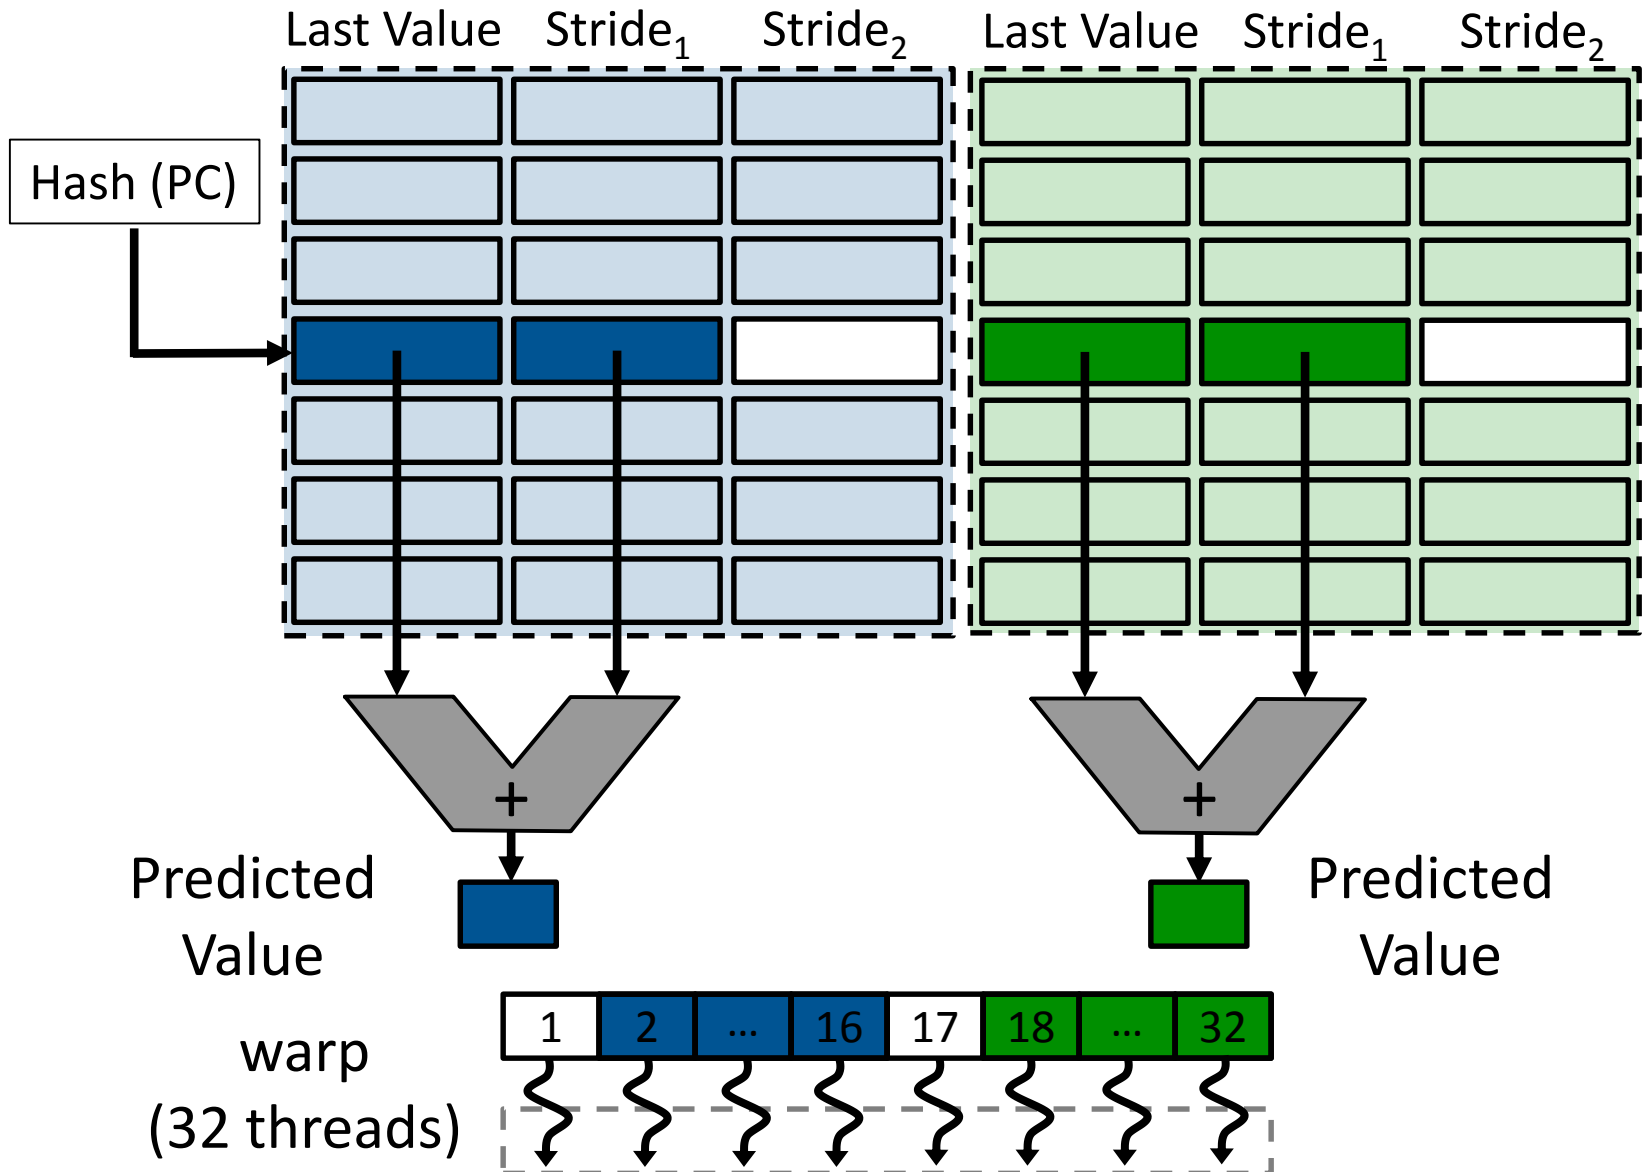 Last Value Stride₁ Stride₂ Last Value Stride₁ Stride₂
Hash (PC)
+ +
Predicted
Value
Predicted
Value
1 2 ... 16 17 18 ... 32
warp
(32 threads)